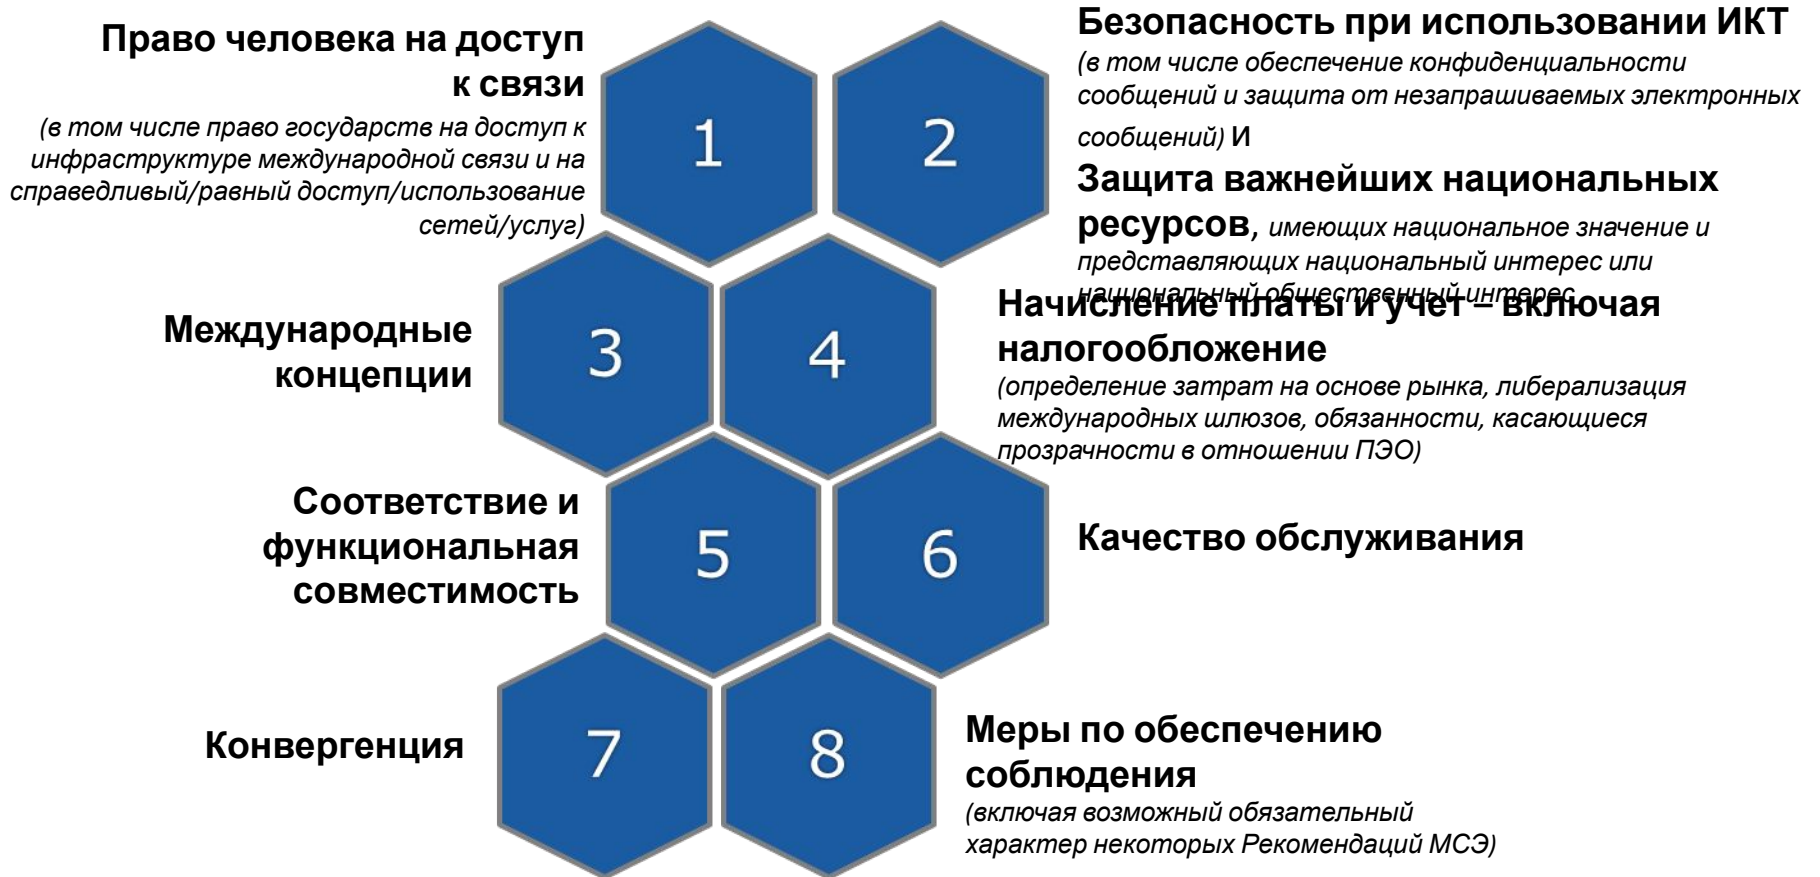 Право человека на доступ
к связи
(в том числе право государств на доступ к
инфраструктуре международной связи и на
справедливый/равный доступ/использование
сетей/услуг)
1
2
Безопасность при использовании ИКТ
(в том числе обеспечение конфиденциальности
сообщений и защита от незапрашиваемых электронных
сообщений) и
Защита важнейших национальных
ресурсов, имеющих национальное значение и
представляющих национальный интерес или
национальный общественный интерес
Международные
концепции
3
4
Начисление платы и учет – включая
налогообложение
(определение затрат на основе рынка, либерализация
международных шлюзов, обязанности, касающиеся
прозрачности в отношении ПЭО)
Соответствие и
функциональная
совместимость
5
6
Качество обслуживания
Конвергенция
7
8
Меры по обеспечению
соблюдения
(включая возможный обязательный
характер некоторых Рекомендаций МСЭ)